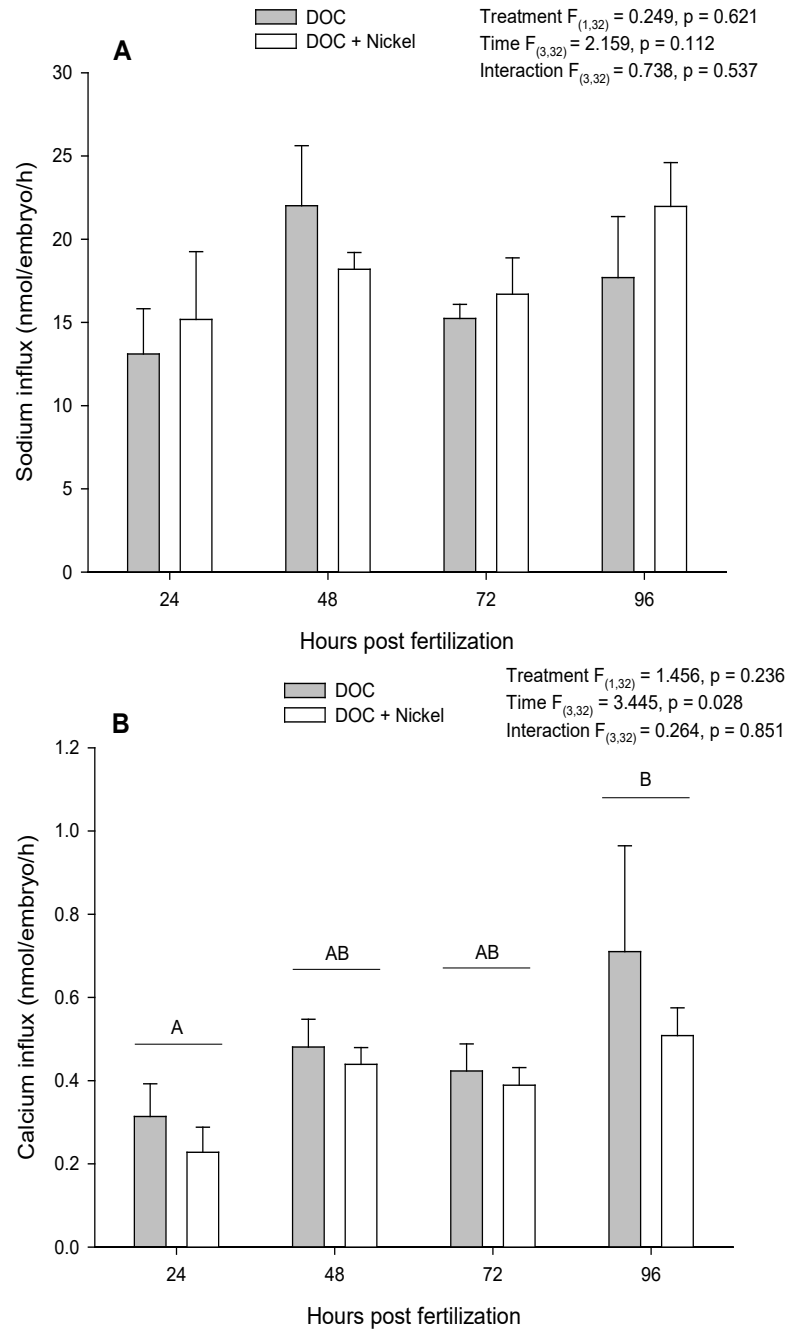 A
DOC
DOC + Nickel
Treatment F(1,32) = 0.249, p = 0.621
Time F(3,32) = 2.159, p = 0.112
Interaction F(3,32) = 0.738, p = 0.537
Sodium influx (nmol/embryo/h)
30
25
20
15
10
5
0
24 48 72 96
Hours post fertilization
B
DOC
DOC + Nickel
Treatment F(1,32) = 1.456, p = 0.236
Time F(3,32) = 3.445, p = 0.028
Interaction F(3,32) = 0.264, p = 0.851
Calcium influx (nmol/embryo/h)
1.2
1.0
0.8
0.6
0.4
0.2
0.0
A
AB
AB
B
24 48 72 96
Hours post fertilization